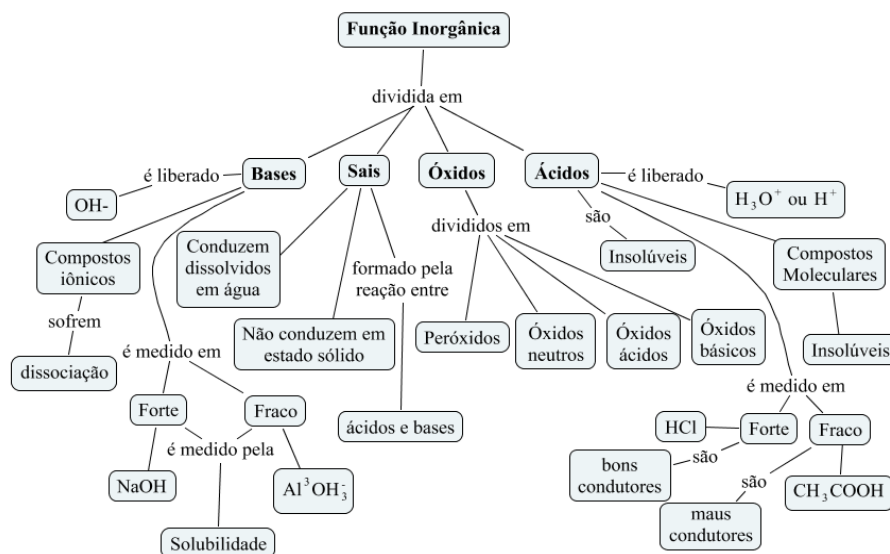 Função Inorgânica
dividida em
é liberado
Bases
Sais
Óxidos
Ácidos
é liberado
OH-
H₃O⁺ ou H⁺
divididos em
são
Compostos
iônicos
Conduzem
dissolvidos
em água
formado pela
reação entre
Insolúveis
Compostos
Moleculares
sofrem
é medido em
Não conduzem em
estado sólido
Peróxidos
Óxidos
neutros
Óxidos
ácidos
Óxidos
básicos
Insolúveis
dissociação
é medido em
Forte
Fraco
ácidos e bases
HCl
Forte
Fraco
é medido pela
são
bons
condutores
são
NaOH
Al³OH₃⁻
CH₃COOH
maus
condutores
Solubilidade